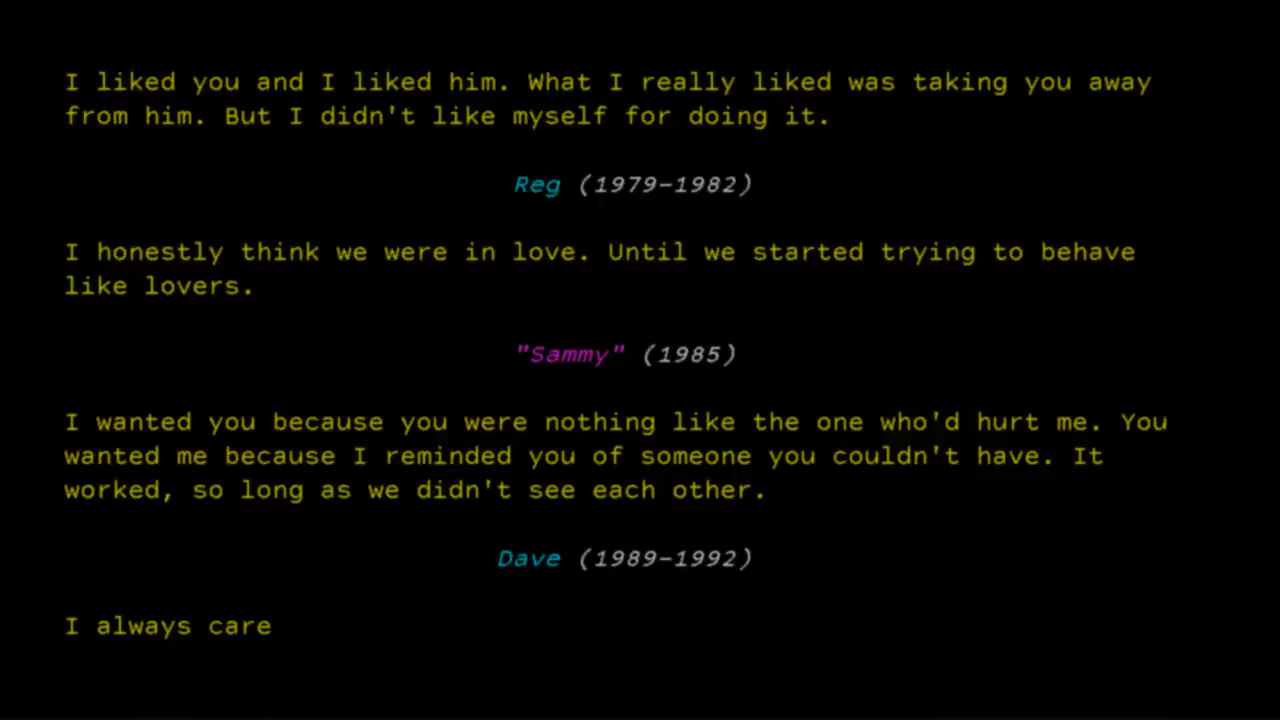 I liked you and I liked him. What I really liked was taking you away
from him. But I didn't like myself for doing it.
Reg (1979-1982)
I honestly think we were in love. Until we started trying to behave
like lovers.
"Sammy" (1985)
I wanted you because you were nothing like the one who'd hurt me. You
wanted me because I reminded you of someone you couldn't have. It
worked, so long as we didn't see each other.
Dave (1989-1992)
I always care